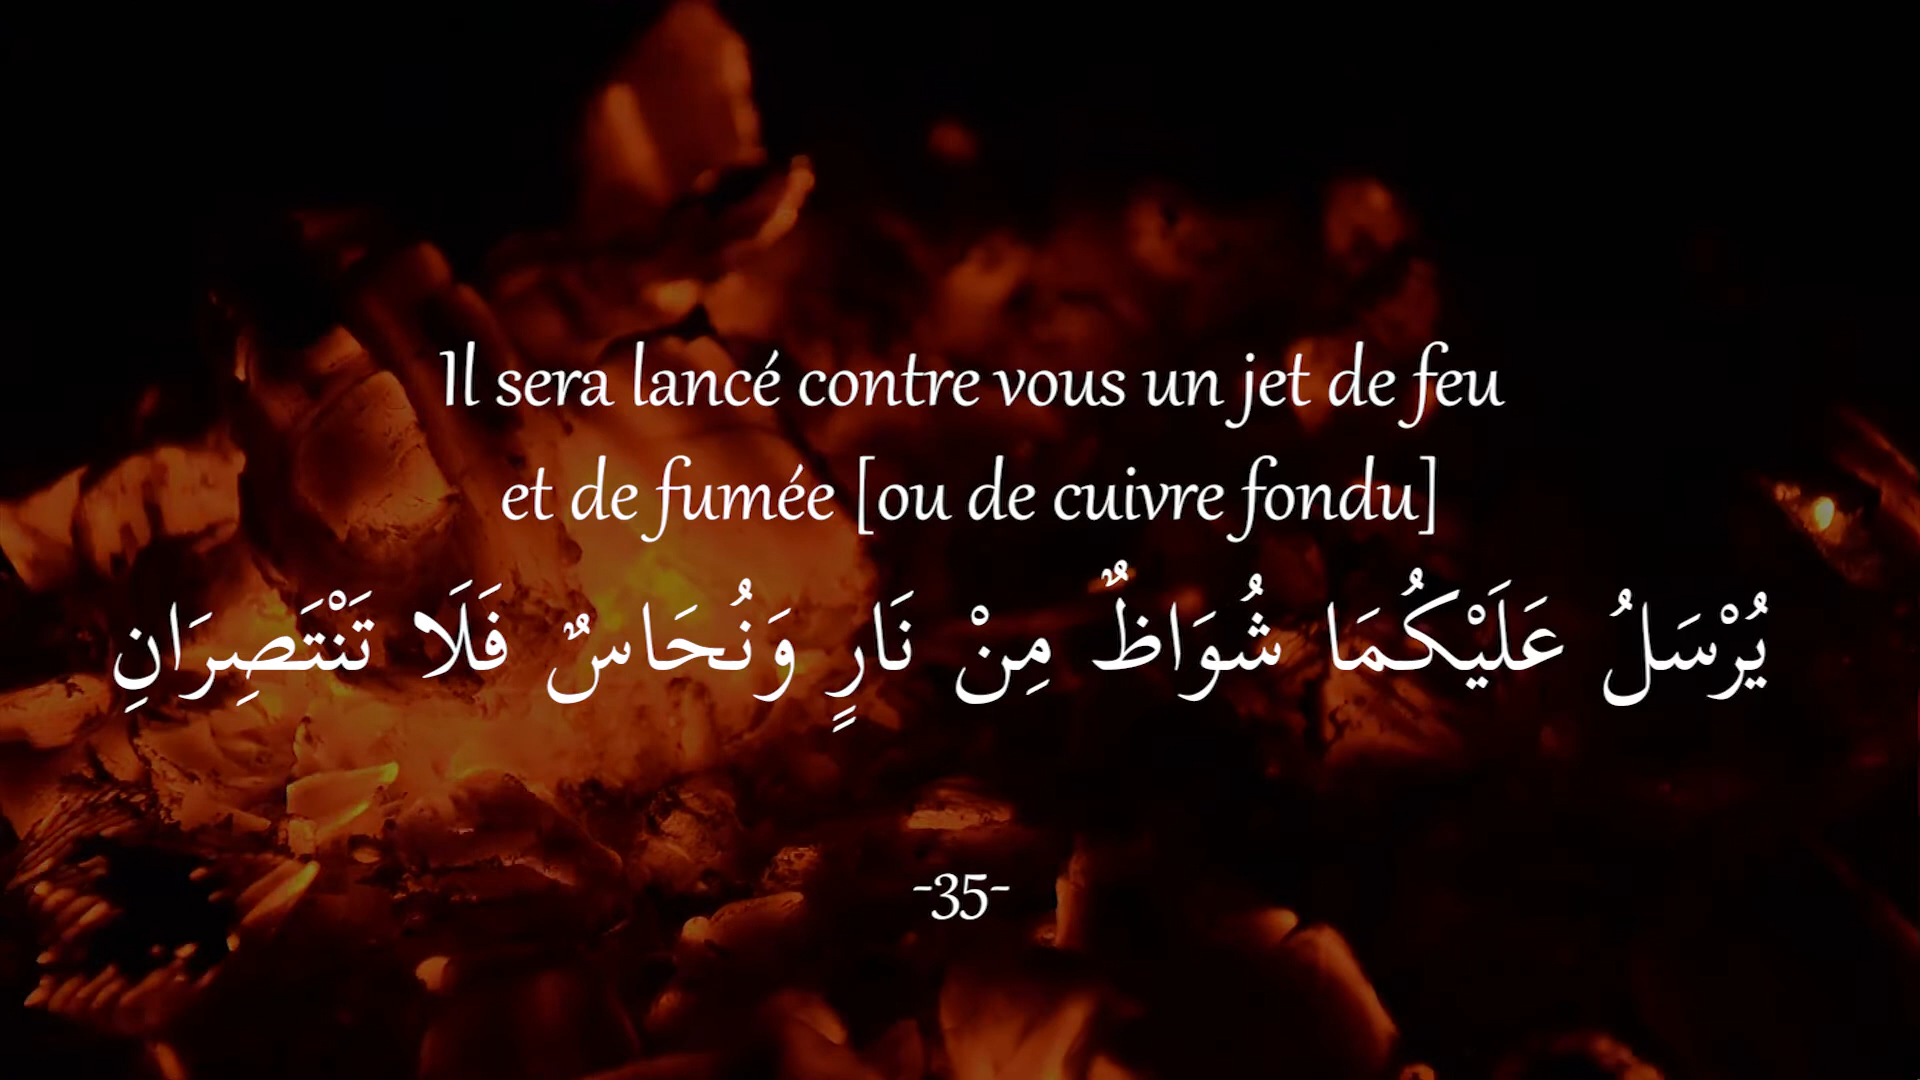 Il sera lancé contre vous un jet de feu
et de fumée [ou de cuivre fondu]
يُرْسَلُ عَلَيْكُمَا شُوَاظٌ مِنْ نَارٍ وَنُحَاسٌ فَلَا تَنْتَصِرَانِ
-35-